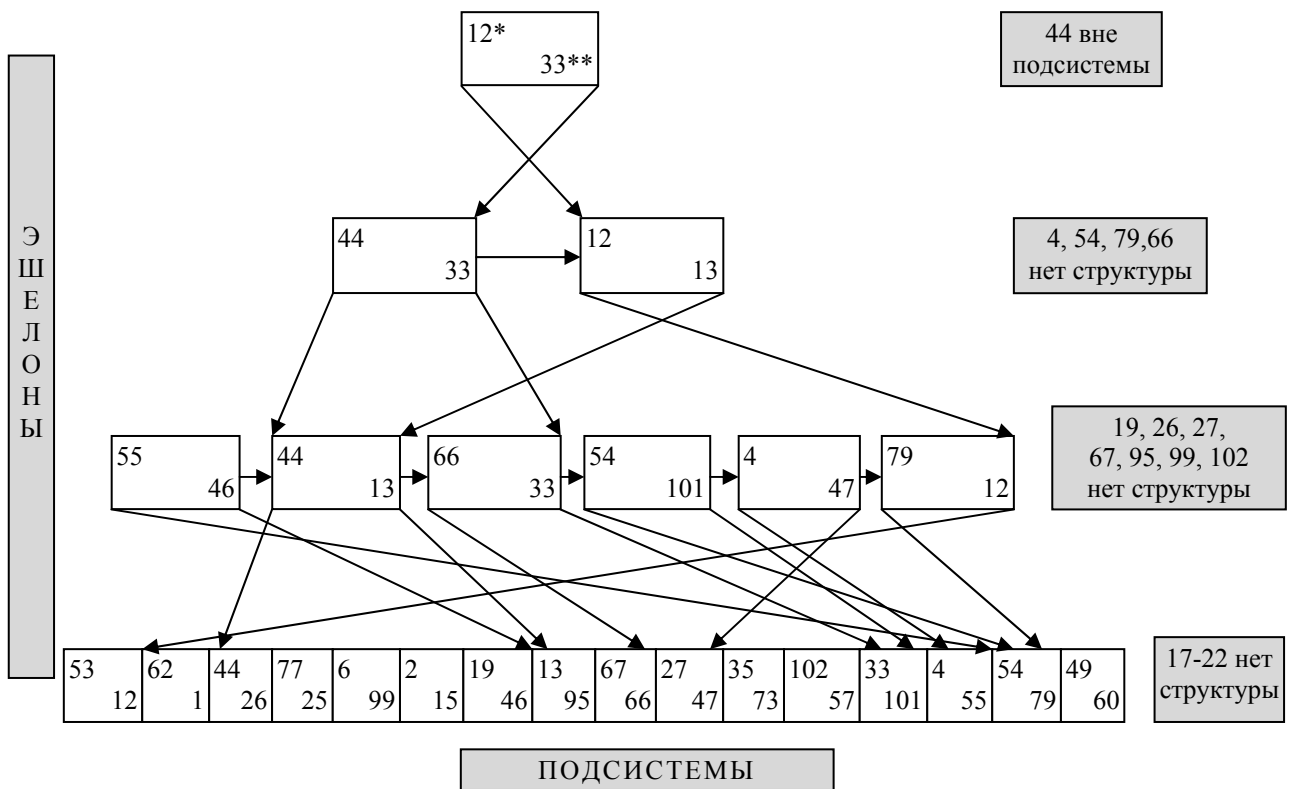 12*
33**
44 вне
подсистемы
ЭШЕЛОНЫ
44
33
12
13
4, 54, 79,66
нет структуры
55
46
44
13
66
33
54
101
4
47
79
12
19, 26, 27,
67, 95, 99, 102
нет структуры
53 62 44 77 6 2 19 13 67 27 35 102 33 4 54 49
12 1 26 25 99 15 46 95 66 47 73 57 101 55 79 60
17-22 нет
структуры
ПОДСИСТЕМЫ